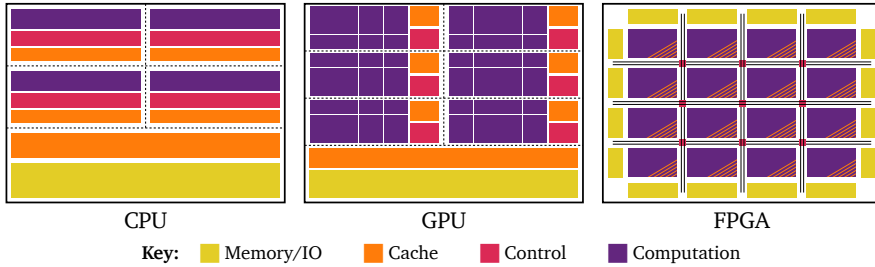 CPU GPU FPGA
Key: Memory/IO Cache Control Computation